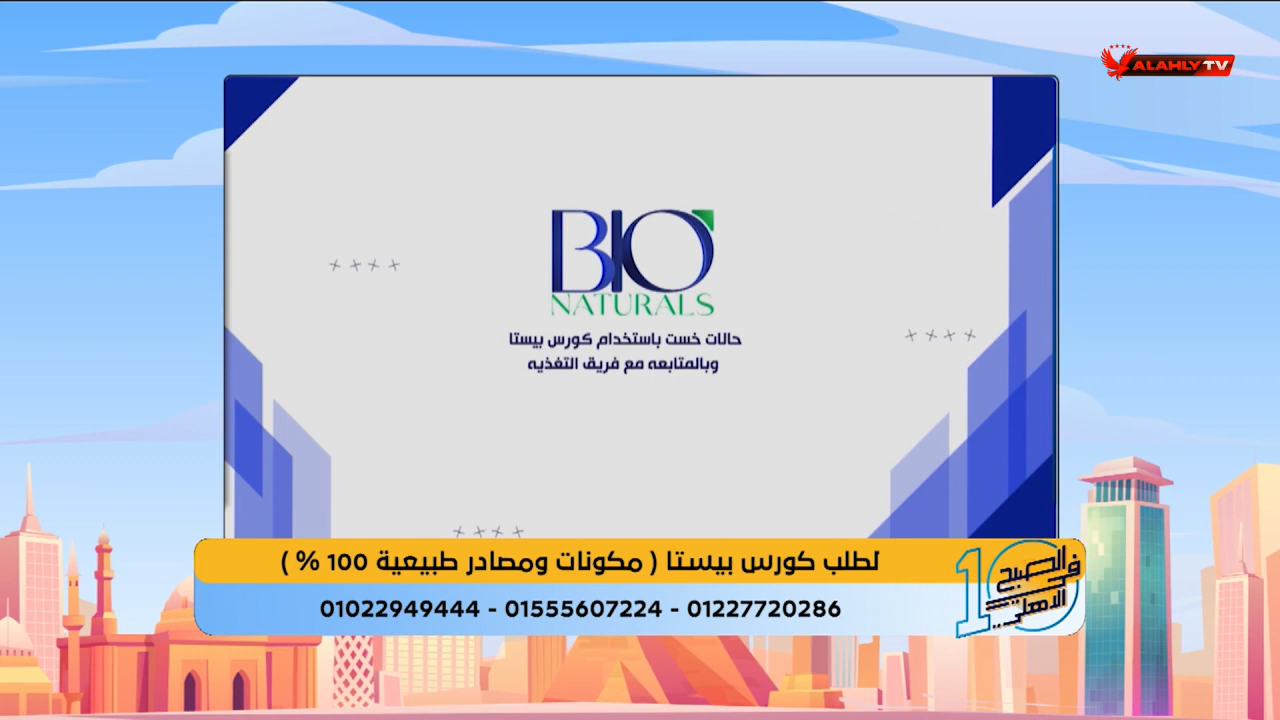 ALAHLY TV
BIO
NATURALS
حالات خست باستخدام كورس بيستا
وبالمتابعه مع فريق التغذيه
لطلب كورس بيستا ( مكونات ومصادر طبيعية 100 % )
01022949444 - 01555607224 - 01227720286
10 الصبح
في
الأهلي